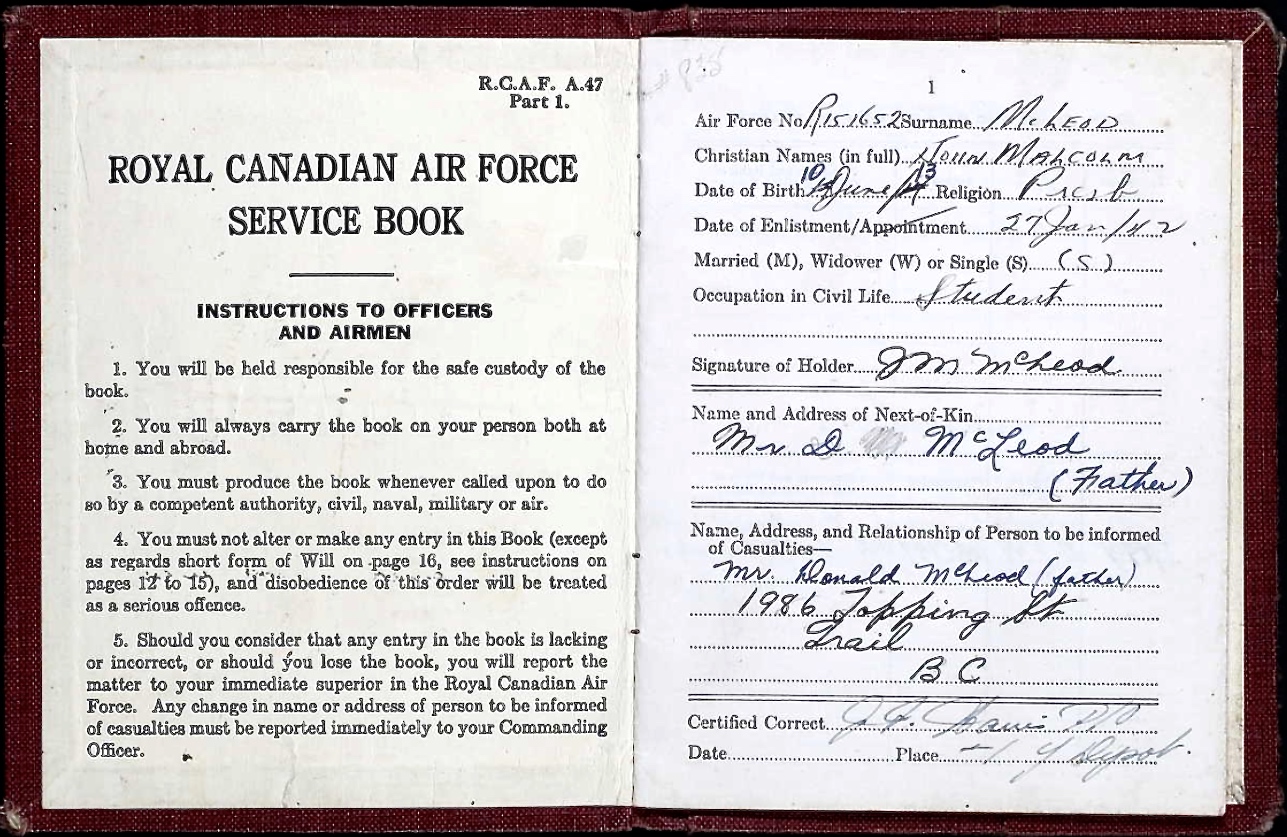 R.C.A.F. A.47
Part 1.
ROYAL CANADIAN AIR FORCE
SERVICE BOOK
INSTRUCTIONS TO OFFICERS
AND AIRMEN
1. You will be held responsible for the safe custody of the
book.
2. You will always carry the book on your person both at
home and abroad.
3. You must produce the book whenever called upon to do
so by a competent authority, civil, naval, military or air.
4. You must not alter or make any entry in this Book (except
as regards short form of Will on page 16, see instructions on
pages 12 to 15), and disobedience of this order will be treated
as a serious offence.
5. Should you consider that any entry in the book is lacking
or incorrect, or should you lose the book, you will report the
matter to your immediate superior in the Royal Canadian Air
Force. Any change in name or address of person to be informed
of casualties must be reported immediately to your Commanding
Officer.
1
Air Force No. R151652 Surname McLEOD
Christian Names (in full) JOHN MALCOLM
10 13
Date of Birth June Religion Presb
Date of Enlistment/Appointment 27 Jan/42
Married (M), Widower (W) or Single (S) (S)
Occupation in Civil Life Student
Signature of Holder J M McLeod
Name and Address of Next-of-Kin
Mr D McLeod
(Father)
Name, Address, and Relationship of Person to be informed
of Casualties—
Mr. Donald McLeod (father)
1986 Topping St
Trail
B C
Certified Correct
Date Place Y Depot